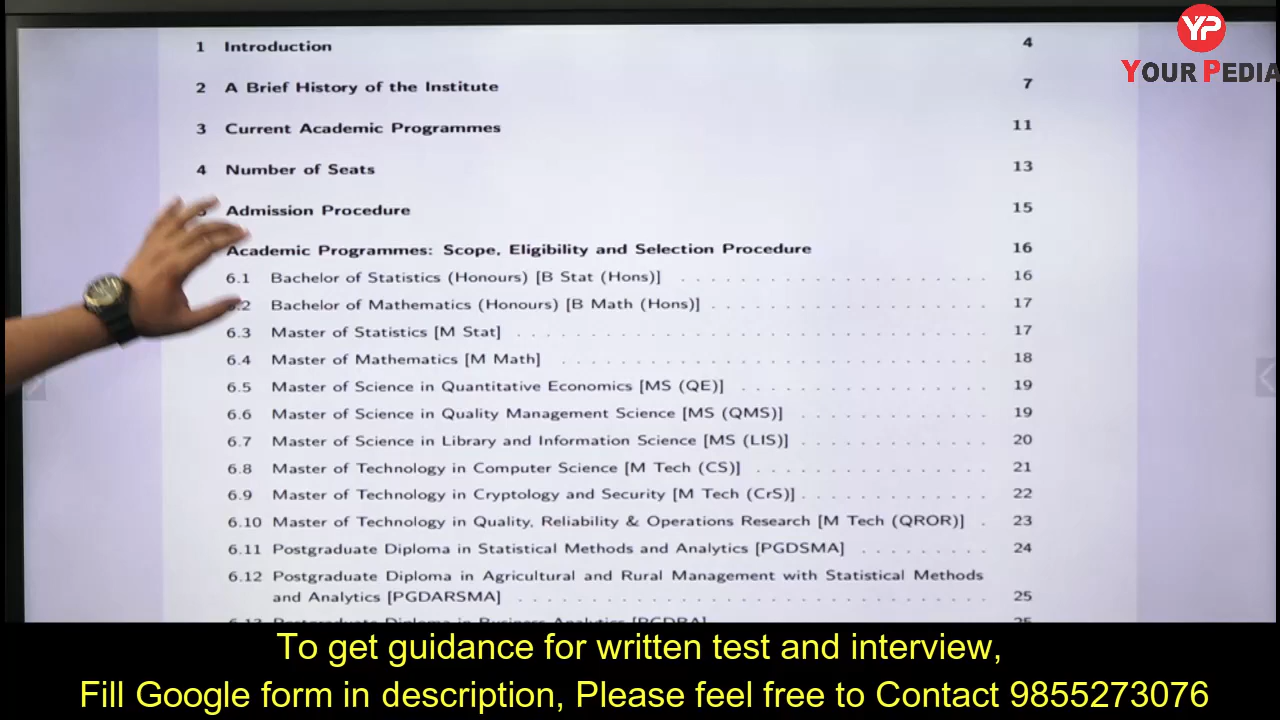 YP
YOUR PEDIA
1 Introduction 4
2 A Brief History of the Institute 7
3 Current Academic Programmes 11
4 Number of Seats 13
Admission Procedure 15
Academic Programmes: Scope, Eligibility and Selection Procedure 16
6.1 Bachelor of Statistics (Honours) [B Stat (Hons)] 16
6.2 Bachelor of Mathematics (Honours) [B Math (Hons)] 17
6.3 Master of Statistics [M Stat] 17
6.4 Master of Mathematics [M Math] 18
6.5 Master of Science in Quantitative Economics [MS (QE)] 19
6.6 Master of Science in Quality Management Science [MS (QMS)] 19
6.7 Master of Science in Library and Information Science [MS (LIS)] 20
6.8 Master of Technology in Computer Science [M Tech (CS)] 21
6.9 Master of Technology in Cryptology and Security [M Tech (CrS)] 22
6.10 Master of Technology in Quality, Reliability & Operations Research [M Tech (QROR)] 23
6.11 Postgraduate Diploma in Statistical Methods and Analytics [PGDSMA] 24
6.12 Postgraduate Diploma in Agricultural and Rural Management with Statistical Methods
and Analytics [PGDARSMA] 25
To get guidance for written test and interview,
Fill Google form in description, Please feel free to Contact 9855273076